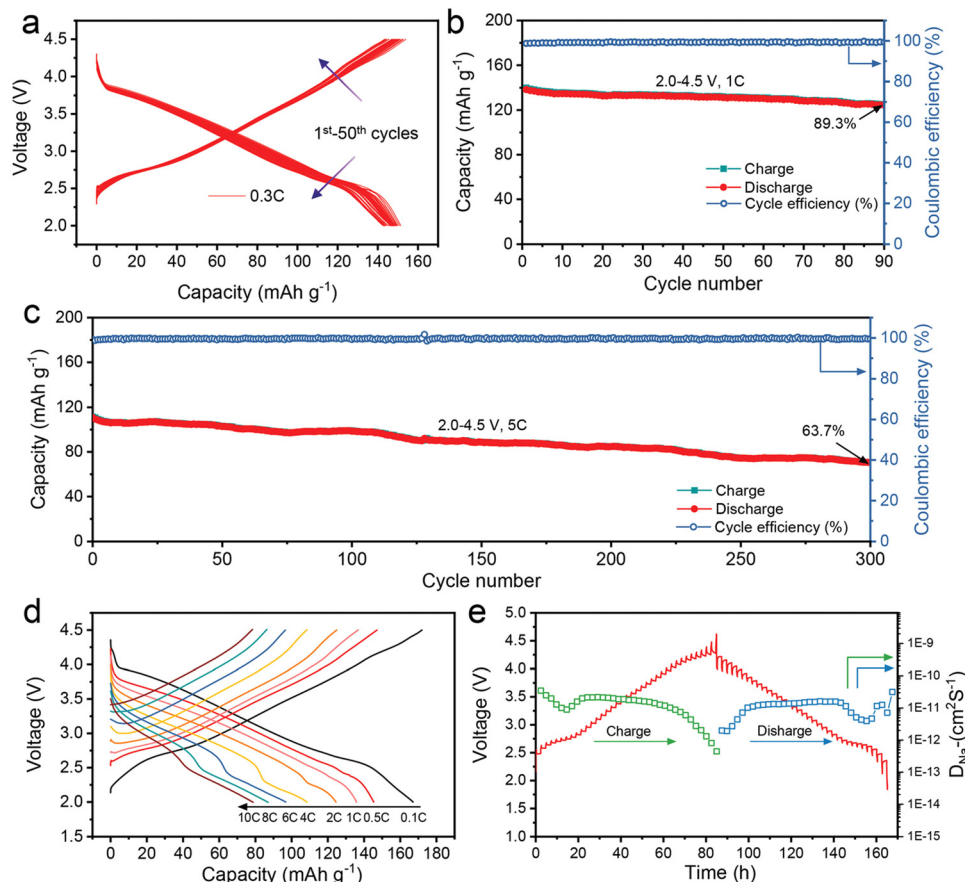 a
4.5
4.0
3.5
3.0
2.5
2.0
Voltage (V)
1st-50th cycles
0.3C
0 20 40 60 80 100 120 140 160
Capacity (mAh g-1)
b
200
160
120
80
40
0
Capacity (mAh g-1)
2.0-4.5 V, 1C
89.3%
Charge
Discharge
Cycle efficiency (%)
100
80
60
40
20
0
Coulombic efficiency (%)
0 10 20 30 40 50 60 70 80 90
Cycle number
c
200
160
120
80
40
0
Capacity (mAh g-1)
2.0-4.5 V, 5C
63.7%
Charge
Discharge
Cycle efficiency (%)
100
80
60
40
20
0
Coulombic efficiency (%)
0 50 100 150 200 250 300
Cycle number
d
4.5
4.0
3.5
3.0
2.5
2.0
1.5
Voltage (V)
10C 8C 6C 4C 2C 1C 0.5C 0.1C
0 20 40 60 80 100 120 140 160 180
Capacity (mAh g-1)
e
5.0
4.5
4.0
3.5
3.0
2.5
2.0
1.5
1.0
Voltage (V)
Charge
Disharge
1E-9
1E-10
1E-11
1E-12
1E-13
1E-14
1E-15
DNa-(cm2S-1)
0 20 40 60 80 100 120 140 160
Time (h)